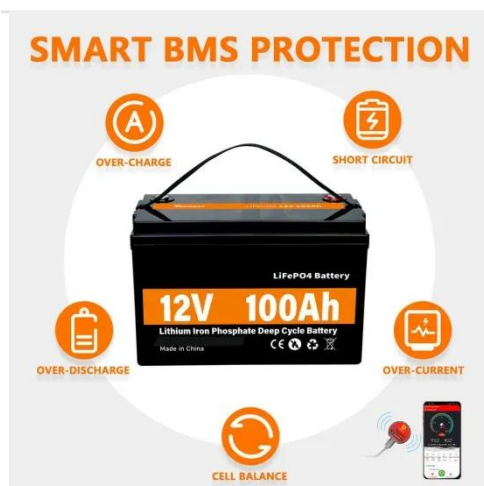 SMART BMS PROTECTION
OVER-CHARGE
SHORT CIRCUIT
LiFePO4 Battery
12V 100Ah
Lithium Iron Phosphate Deep Cycle Battery
Made in China
CE
OVER-DISCHARGE
OVER-CURRENT
CELL BALANCE